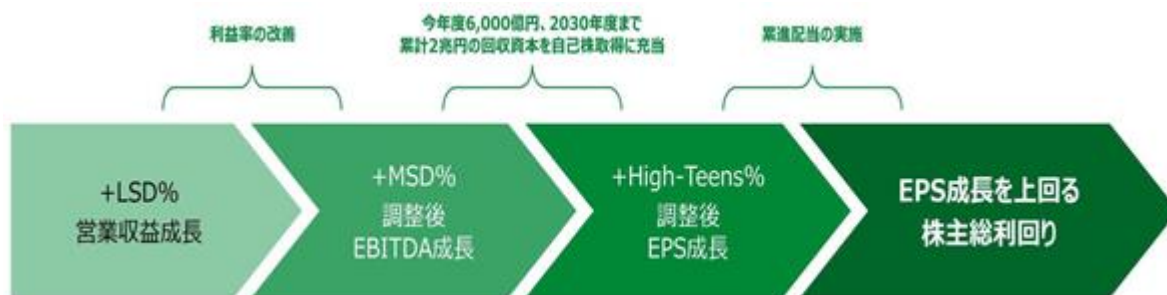 利益率の改善
今年度6,000億円、2030年度まで
累計2兆円の回収資本を自己株取得に充当
累進配当の実施
+LSD%
営業収益成長
+MSD%
調整後
EBITDA成長
+High-Teens%
調整後
EPS成長
EPS成長を上回る
株主総利回り